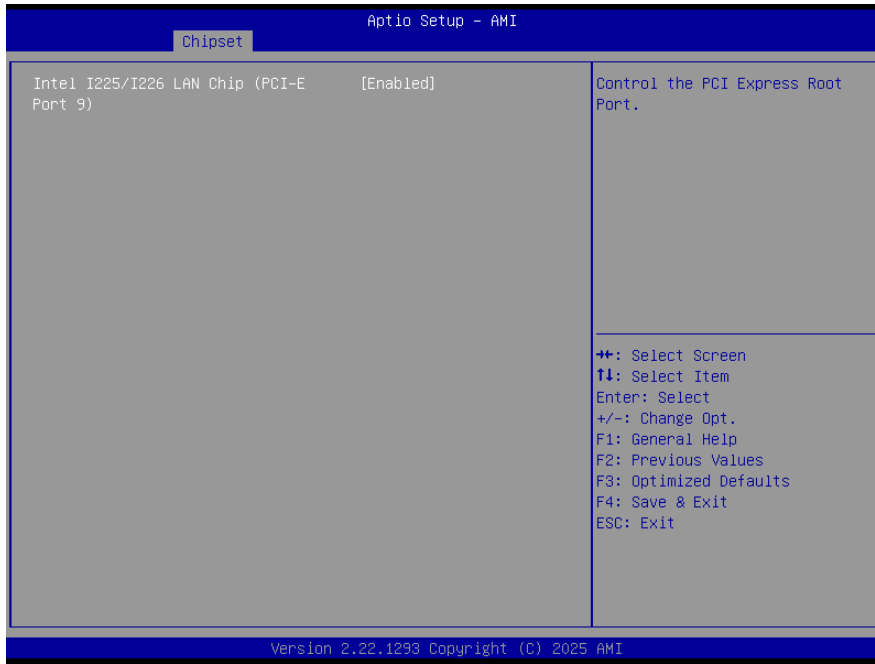 Aptio Setup – AMI
Chipset
Intel I225/I226 LAN Chip (PCI-E [Enabled]
Port 9)
Control the PCI Express Root
Port.
→←: Select Screen
↑↓: Select Item
Enter: Select
+/-: Change Opt.
F1: General Help
F2: Previous Values
F3: Optimized Defaults
F4: Save & Exit
ESC: Exit
Version 2.22.1293 Copyright (C) 2025 AMI